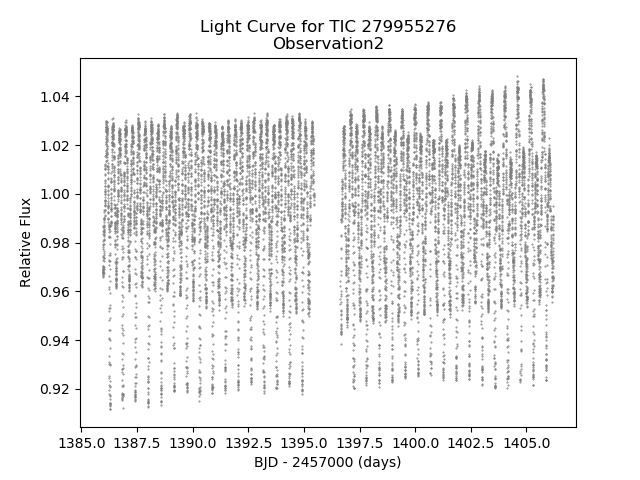 Light Curve for TIC 279955276
Observation2
Relative Flux
1.04
1.02
1.00
0.98
0.96
0.94
0.92
1385.0 1387.5 1390.0 1392.5 1395.0 1397.5 1400.0 1402.5 1405.0
BJD - 2457000 (days)